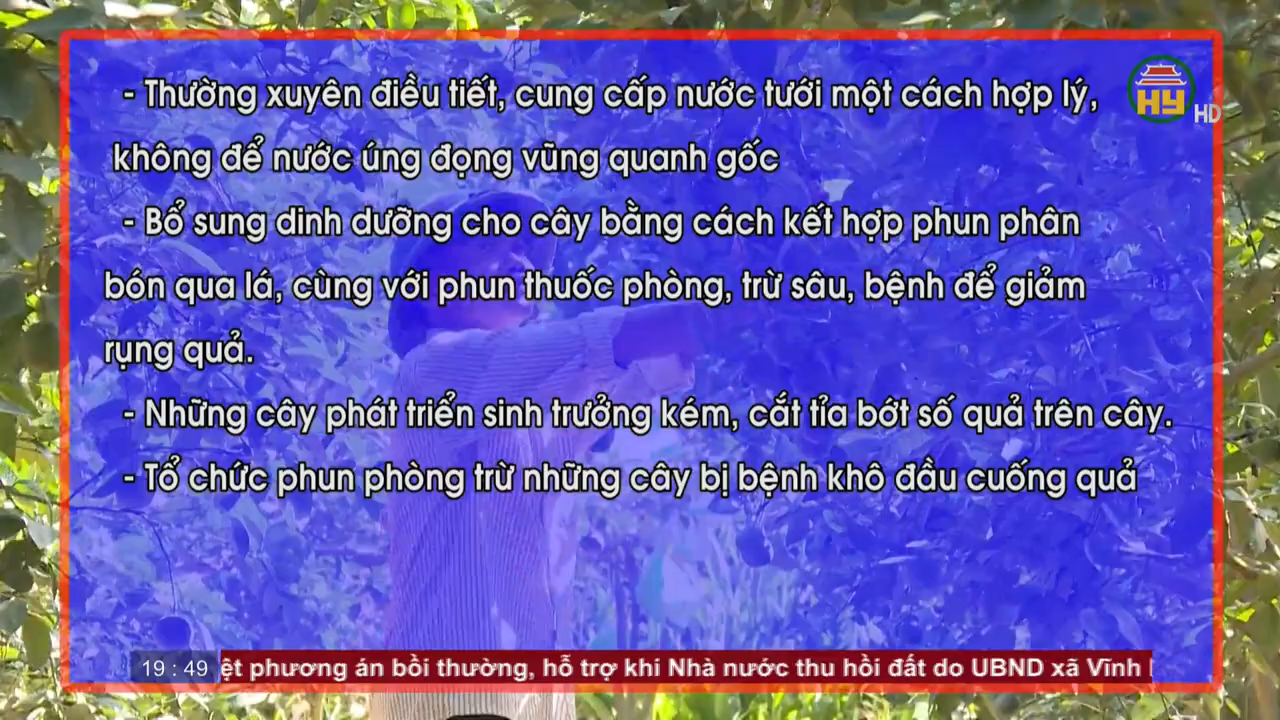 - Thường xuyên điều tiết, cung cấp nước tưới một cách hợp lý,
không để nước úng đọng vũng quanh gốc
- Bổ sung dinh dưỡng cho cây bằng cách kết hợp phun phân
bón qua lá, cùng với phun thuốc phòng, trừ sâu, bệnh để giảm
rụng quả.
- Những cây phát triển sinh trưởng kém, cắt tỉa bớt số quả trên cây.
- Tổ chức phun phòng trừ những cây bị bệnh khô đầu cuống quả
HY HD
19 : 49 ệt phương án bồi thường, hỗ trợ khi Nhà nước thu hồi đất do UBND xã Vĩnh